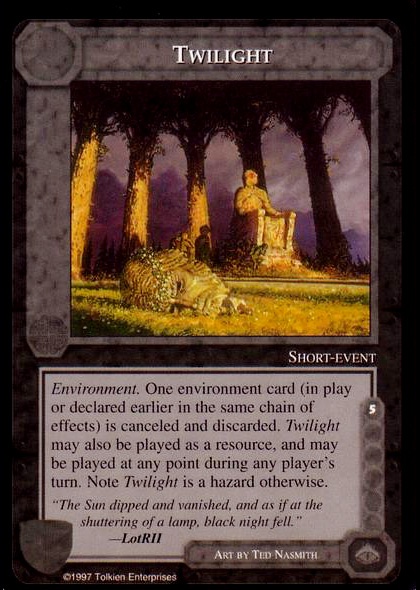 TWILIGHT
SHORT-EVENT
Environment. One environment card (in play
or declared earlier in the same chain of
effects) is canceled and discarded. Twilight
may also be played as a resource, and may
be played at any point during any player's
turn. Note Twilight is a hazard otherwise.
5
"The Sun dipped and vanished, and as if at the
shuttering of a lamp, black night fell."
—LotRII
ART BY TED NASMITH
©1997 Tolkien Enterprises